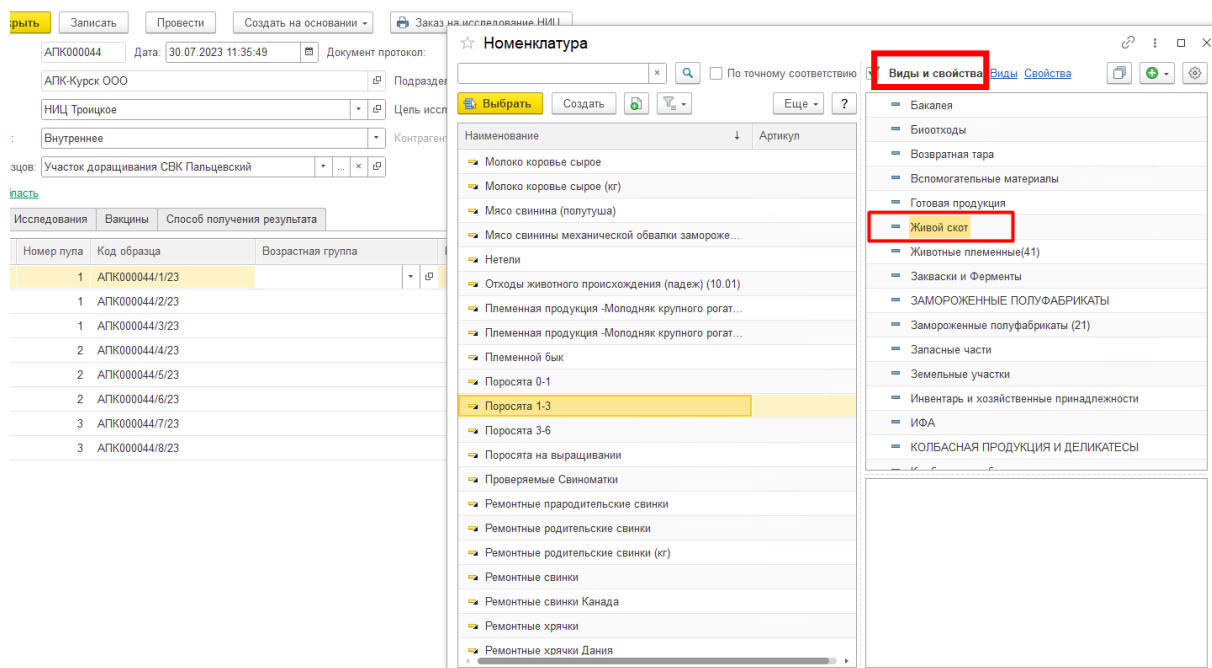 крыть Записать Провести Создать на основании Заказ на исследование НИЦ
АПК000044 Дата: 30.07.2023 11:35:49 Документ протокол:
АПК-Курск ООО
НИЦ Троицкое
Внутреннее Контрагент
Участок доращивания СВК Пальцевский ...
Исследования Вакцины Способ получения результата
Номер пула Код образца Возрастная группа
1 АПК000044/1/23
1 АПК000044/2/23
1 АПК000044/3/23
2 АПК000044/4/23
2 АПК000044/5/23
2 АПК000044/6/23
3 АПК000044/7/23
3 АПК000044/8/23
Номенклатура
По точному соответствию
Выбрать Создать Еще ?
Наименование ↓ Артикул
Молоко коровье сырое
Молоко коровье сырое (кг)
Мясо свинина (полутуша)
Мясо свинины механической обвалки замороже...
Нетели
Отходы животного происхождения (падеж) (10.01)
Племенная продукция -Молодняк крупного рогат...
Племенная продукция -Молодняк крупного рогат...
Племенной бык
Поросята 0-1
Поросята 1-3
Поросята 3-6
Поросята на выращивании
Проверяемые Свиноматки
Ремонтные прародительские свинки
Ремонтные родительские свинки
Ремонтные родительские свинки (кг)
Ремонтные свинки
Ремонтные свинки Канада
Ремонтные хрячки
Ремонтные хрячки Дания
Виды и свойства Виды Свойства
Бакалея
Биоотходы
Возвратная тара
Вспомогательные материалы
Готовая продукция
Живой скот
Животные племенные(41)
Закваски и Ферменты
ЗАМОРОЖЕННЫЕ ПОЛУФАБРИКАТЫ
Замороженные полуфабрикаты (21)
Запасные части
Земельные участки
Инвентарь и хозяйственные принадлежности
ИФА
КОЛБАСНАЯ ПРОДУКЦИЯ И ДЕЛИКАТЕСЫ